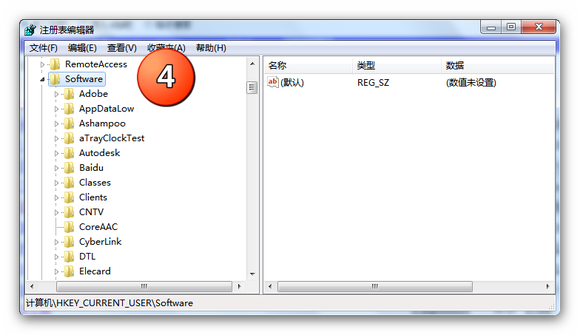 注册表编辑器
文件(F) 编辑(E) 查看(V) 收藏夹(A) 帮助(H)
RemoteAccess
Software
Adobe
AppDataLow
Ashampoo
aTrayClockTest
Autodesk
Baidu
Classes
Clients
CNTV
CoreAAC
CyberLink
DTL
Elecard
4
名称 类型 数据
ab (默认) REG_SZ (数值未设置)
计算机\HKEY_CURRENT_USER\Software